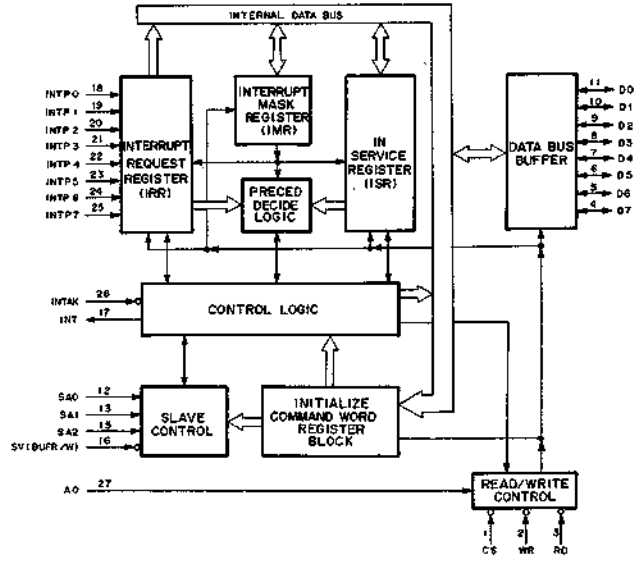 INTERNAL DATA BUS
INTP0 18
INTP1 19
INTP2 20
INTP3 21
INTP4 22
INTP5 23
INTP6 24
INTP7 25
INTERRUPT
REQUEST
REGISTER
(IRR)
INTERRUPT
MASK
REGISTER
(IMR)
IN
SERVICE
REGISTER
(ISR)
PRECED
DECIDE
LOGIC
DATA BUS
BUFFER
11 D0
10 D1
9 D2
8 D3
7 D4
6 D5
5 D6
4 D7
INTAK 26
INT 17
CONTROL LOGIC
SA0 12
SA1 13
SA2 15
SV(BUFR/W) 16
SLAVE
CONTROL
INITIALIZE
COMMAND WORD
REGISTER
BLOCK
A0 27
READ/WRITE
CONTROL
1 2 3
CS WR RD